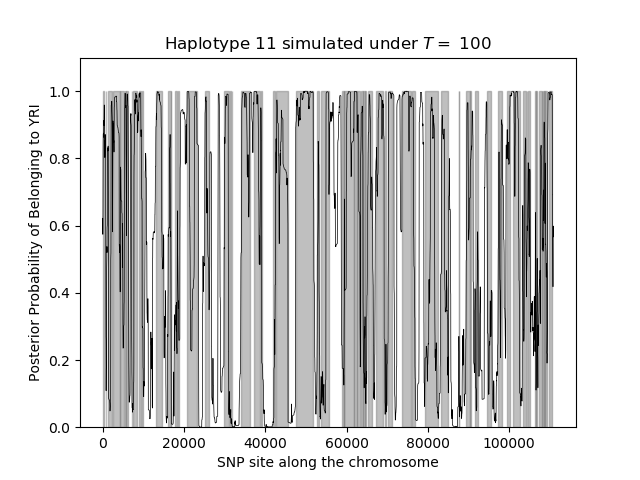 Haplotype 11 simulated under T = 100
Posterior Probability of Belonging to YRI
1.0
0.8
0.6
0.4
0.2
0.0
0 20000 40000 60000 80000 100000
SNP site along the chromosome